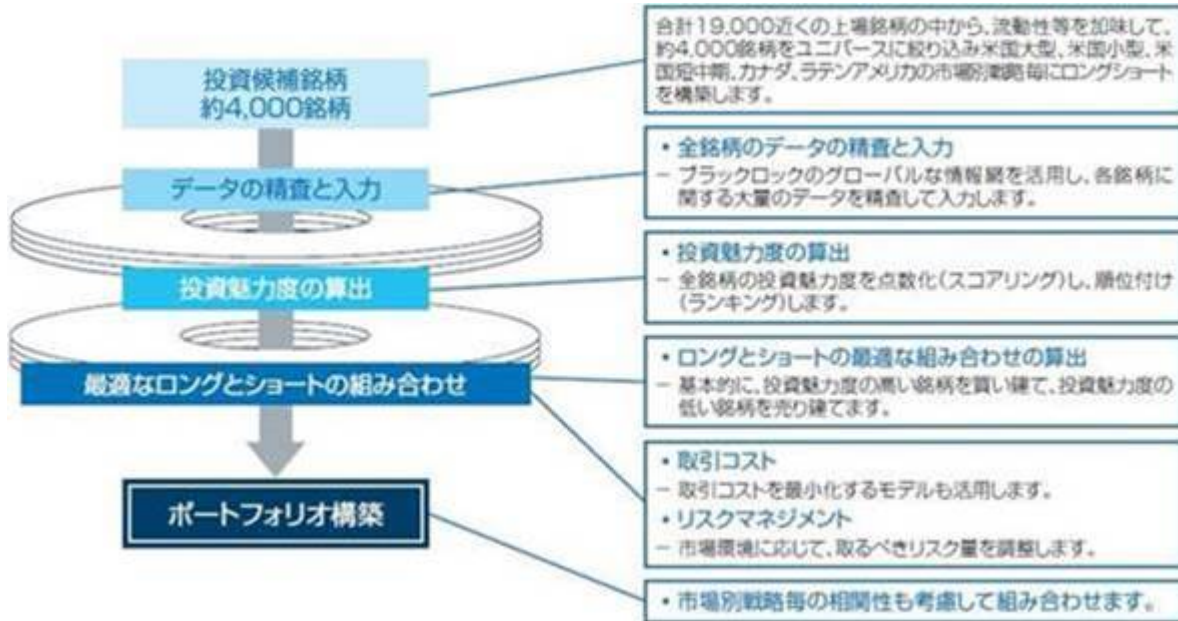 投資候補銘柄
約4,000銘柄
データの精査と入力
投資魅力度の算出
最適なロングとショートの組み合わせ
ポートフォリオ構築
合計19,000近くの上場銘柄の中から、流動性等を加味して、
約4,000銘柄をユニバースに絞り込み米国大型、米国小型、米
国短中期、カナダ、ラテンアメリカの市場別戦略毎にロングショート
を構築します。
・全銘柄のデータの精査と入力
− ブラックロックのグローバルな情報網を活用し、各銘柄に
関する大量のデータを精査して入力します。
・投資魅力度の算出
− 全銘柄の投資魅力度を点数化(スコアリング)し、順位付け
(ランキング)します。
・ロングとショートの最適な組み合わせの算出
− 基本的に、投資魅力度の高い銘柄を買い建て、投資魅力度の
低い銘柄を売り建てます。
・取引コスト
− 取引コストを最小化するモデルも活用します。
・リスクマネジメント
− 市場環境に応じて、取るべきリスク量を調整します。
・市場別戦略毎の相関性も考慮して組み合わせます。